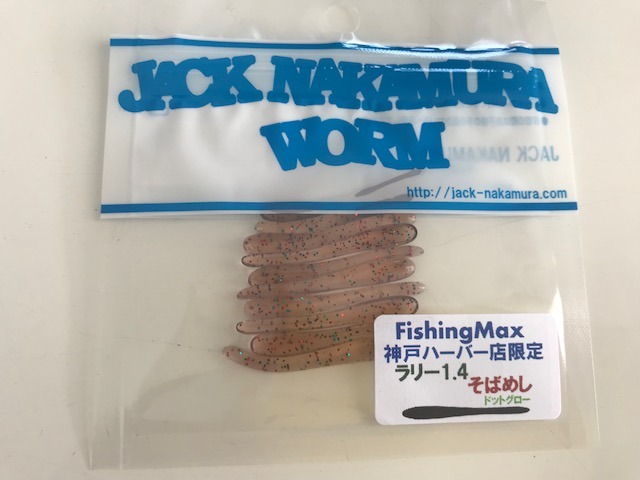 JACK NAKAMURA
WORM
JACK NAKAMU
http://jack-nakamura.com
FishingMax
神戸ハーバー店限定
ラリー1.4
そばめし
ドットグロー